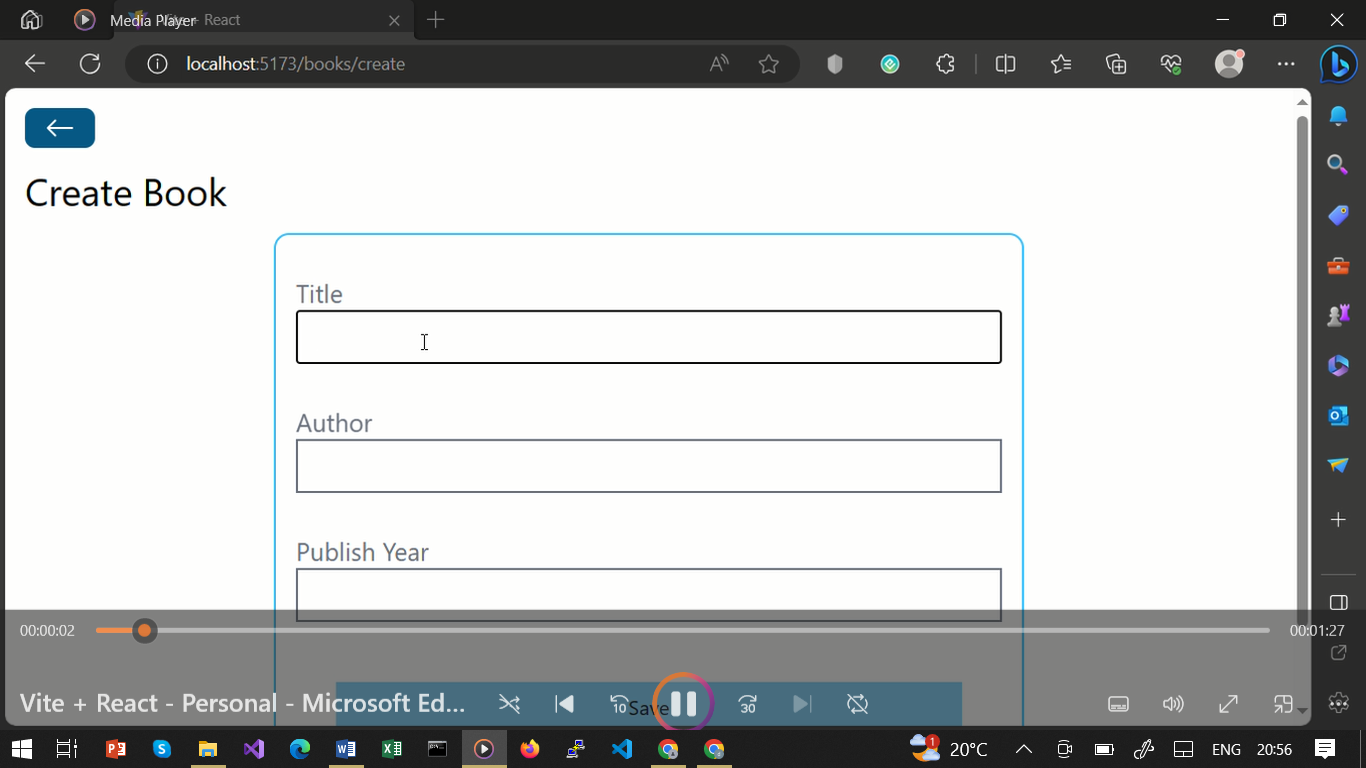 Media Player
Vite + React
localhost:5173/books/create
Create Book
Title
Author
Publish Year
00:00:02
00:01:27
Vite + React - Personal - Microsoft Ed...
10
Save
30
1
20°C
ENG
20:56